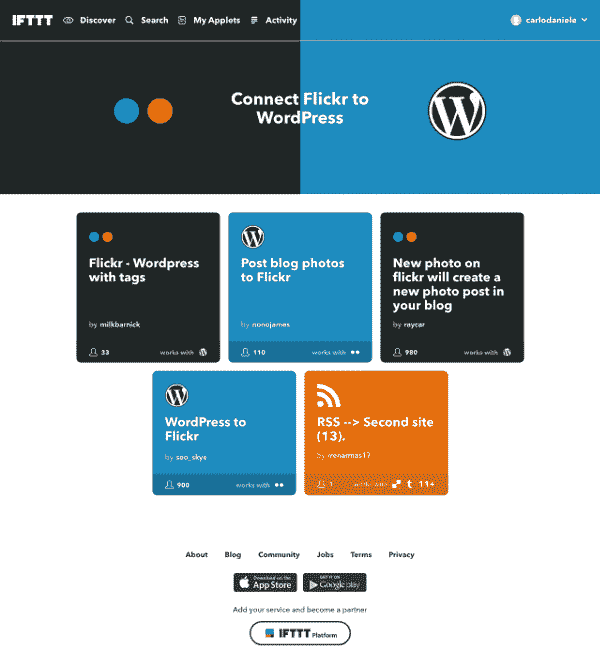 IFTTT Discover Search My Applets Activity carlodaniele
Connect Flickr to
WordPress
Flickr - Wordpress
with tags
by milkbarnick
33 works with
Post blog photos
to Flickr
by nonojames
110 works with
New photo on
flickr will create a
new photo post in
your blog
by raycar
980 works with
WordPress to
Flickr
by soo_skys
900 works with
RSS --> Second site
(13).
by
1 works with t 11+
About Blog Community Jobs Terms Privacy
Download on the
App Store
GET IT ON
Google play
Add your service and become a partner
IFTTT Platform